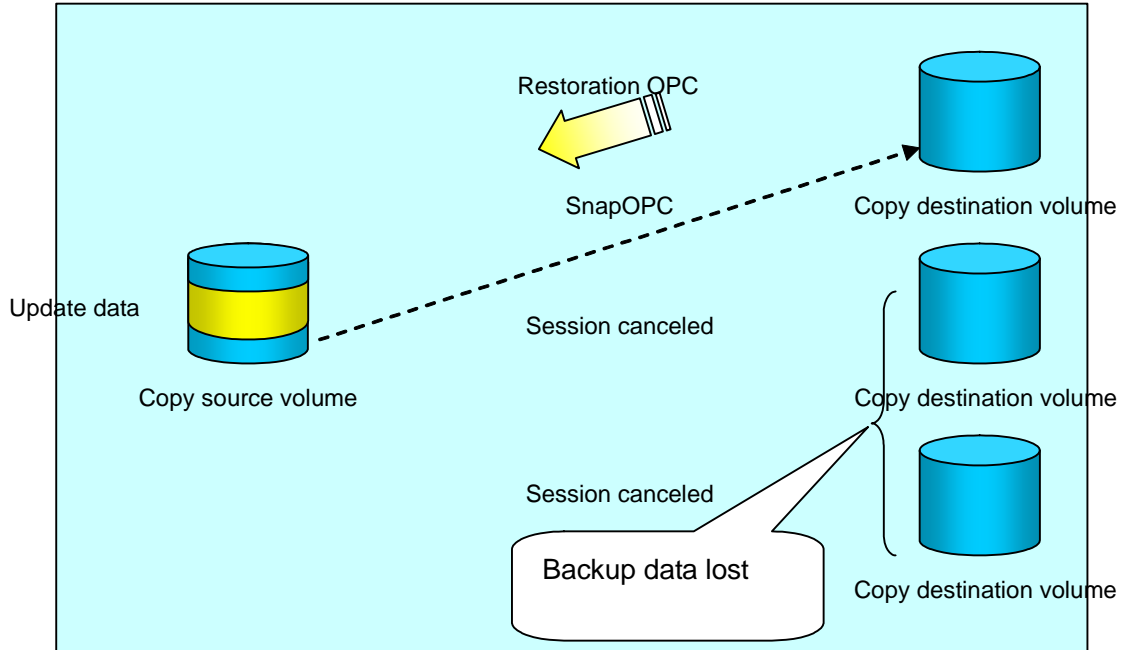 Restoration OPC
SnapOPC
Copy destination volume
Update data
Session canceled
Copy source volume
Copy destination volume
Session canceled
Backup data lost
Copy destination volume